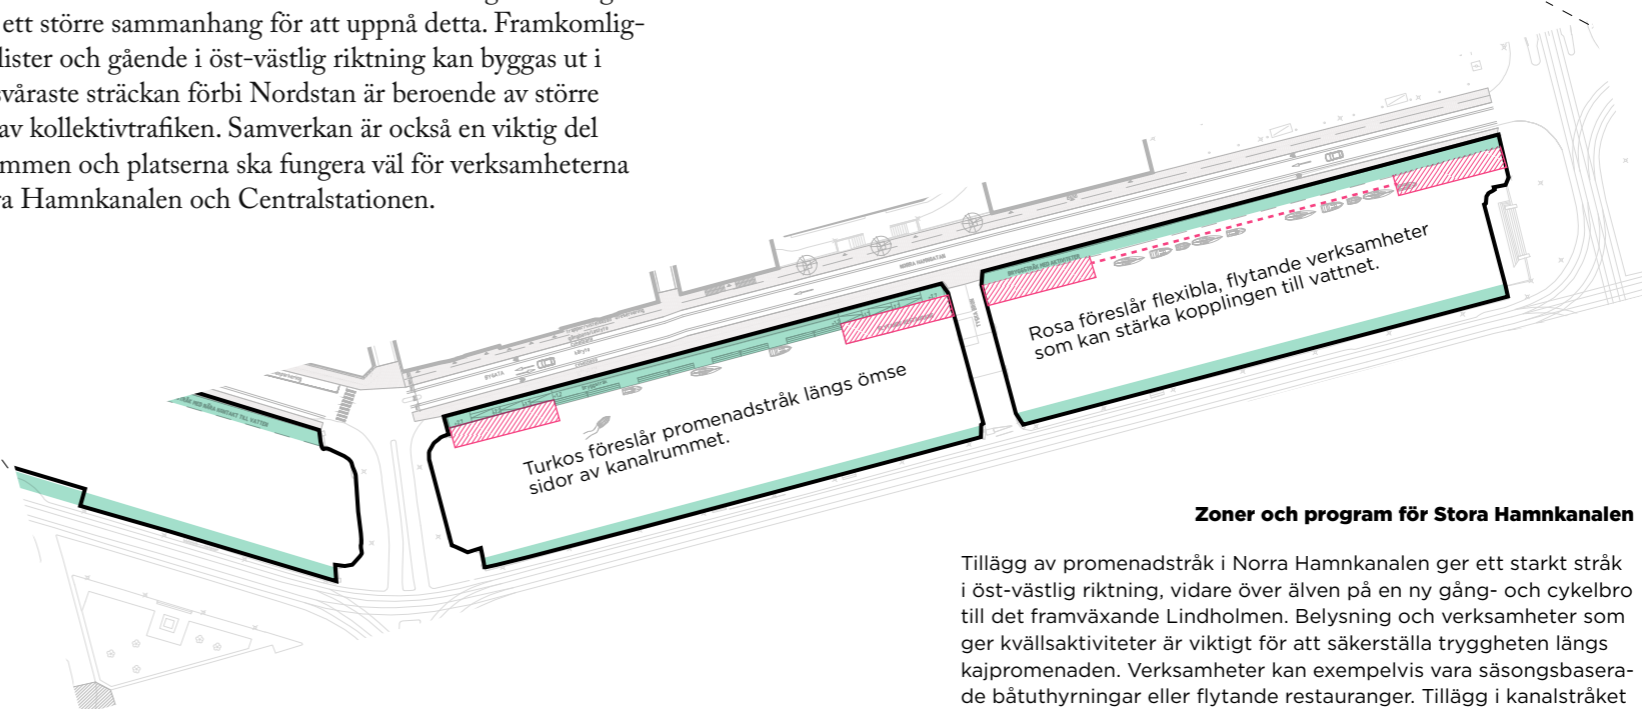 ett större sammanhang för att uppnå detta. Framkomlig-
lister och gående i öst-västlig riktning kan byggas ut i
svåraste sträckan förbi Nordstan är beroende av större
av kollektivtrafiken. Samverkan är också en viktig del
mmen och platserna ska fungera väl för verksamheterna
ra Hamnkanalen och Centralstationen.
Rosa föreslår flexibla, flytande verksamheter
som kan stärka kopplingen till vattnet.
Turkos föreslår promenadstråk längs ömse
sidor av kanalrummet.
Zoner och program för Stora Hamnkanalen
Tillägg av promenadstråk i Norra Hamnkanalen ger ett starkt stråk
i öst-västlig riktning, vidare över älven på en ny gång- och cykelbro
till det framväxande Lindholmen. Belysning och verksamheter som
ger kvällsaktiviteter är viktigt för att säkerställa tryggheten längs
kajpromenaden. Verksamheter kan exempelvis vara säsongsbasera-
de båtuthyrningar eller flytande restauranger. Tillägg i kanalstråket